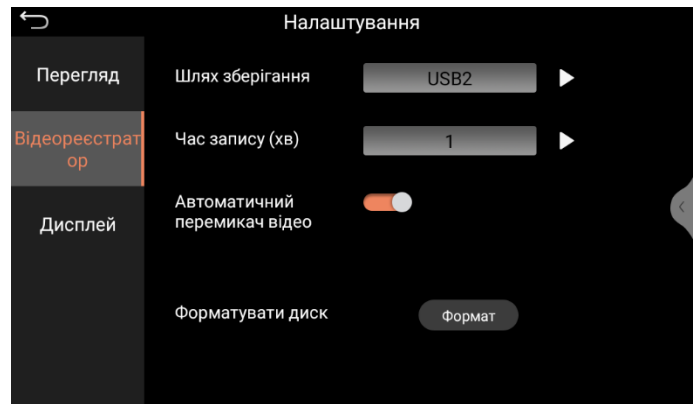 Налаштування
Перегляд
Шлях зберігання
USB2
Відеореєстрат
ор
Час запису (хв)
1
Автоматичний
перемикач відео
Дисплей
Форматувати диск
Формат